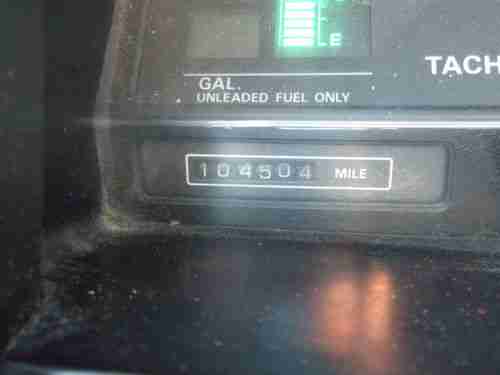 E
GAL.
UNLEADED FUEL ONLY
TACH
104504 MILE